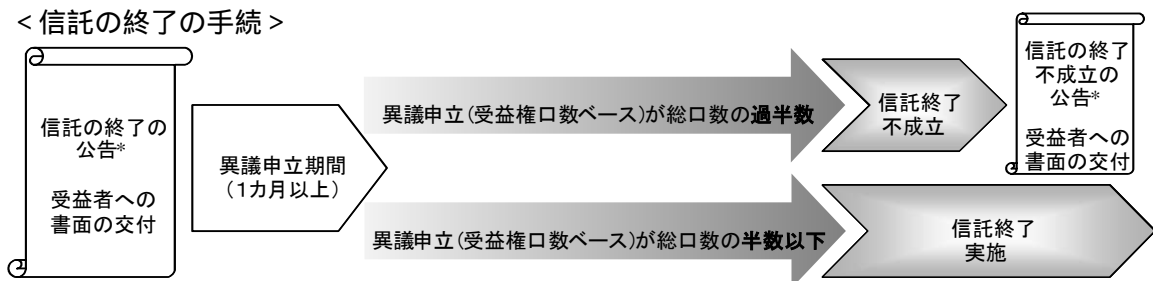 <信託の終了の手続>
信託の終了の
公告*
受益者への
書面の交付
異議申立期間
(1カ月以上)
異議申立(受益権口数ベース)が総口数の過半数
信託終了
不成立
信託の終了
不成立の
公告*
受益者への
書面の交付
異議申立(受益権口数ベース)が総口数の半数以下
信託終了
実施